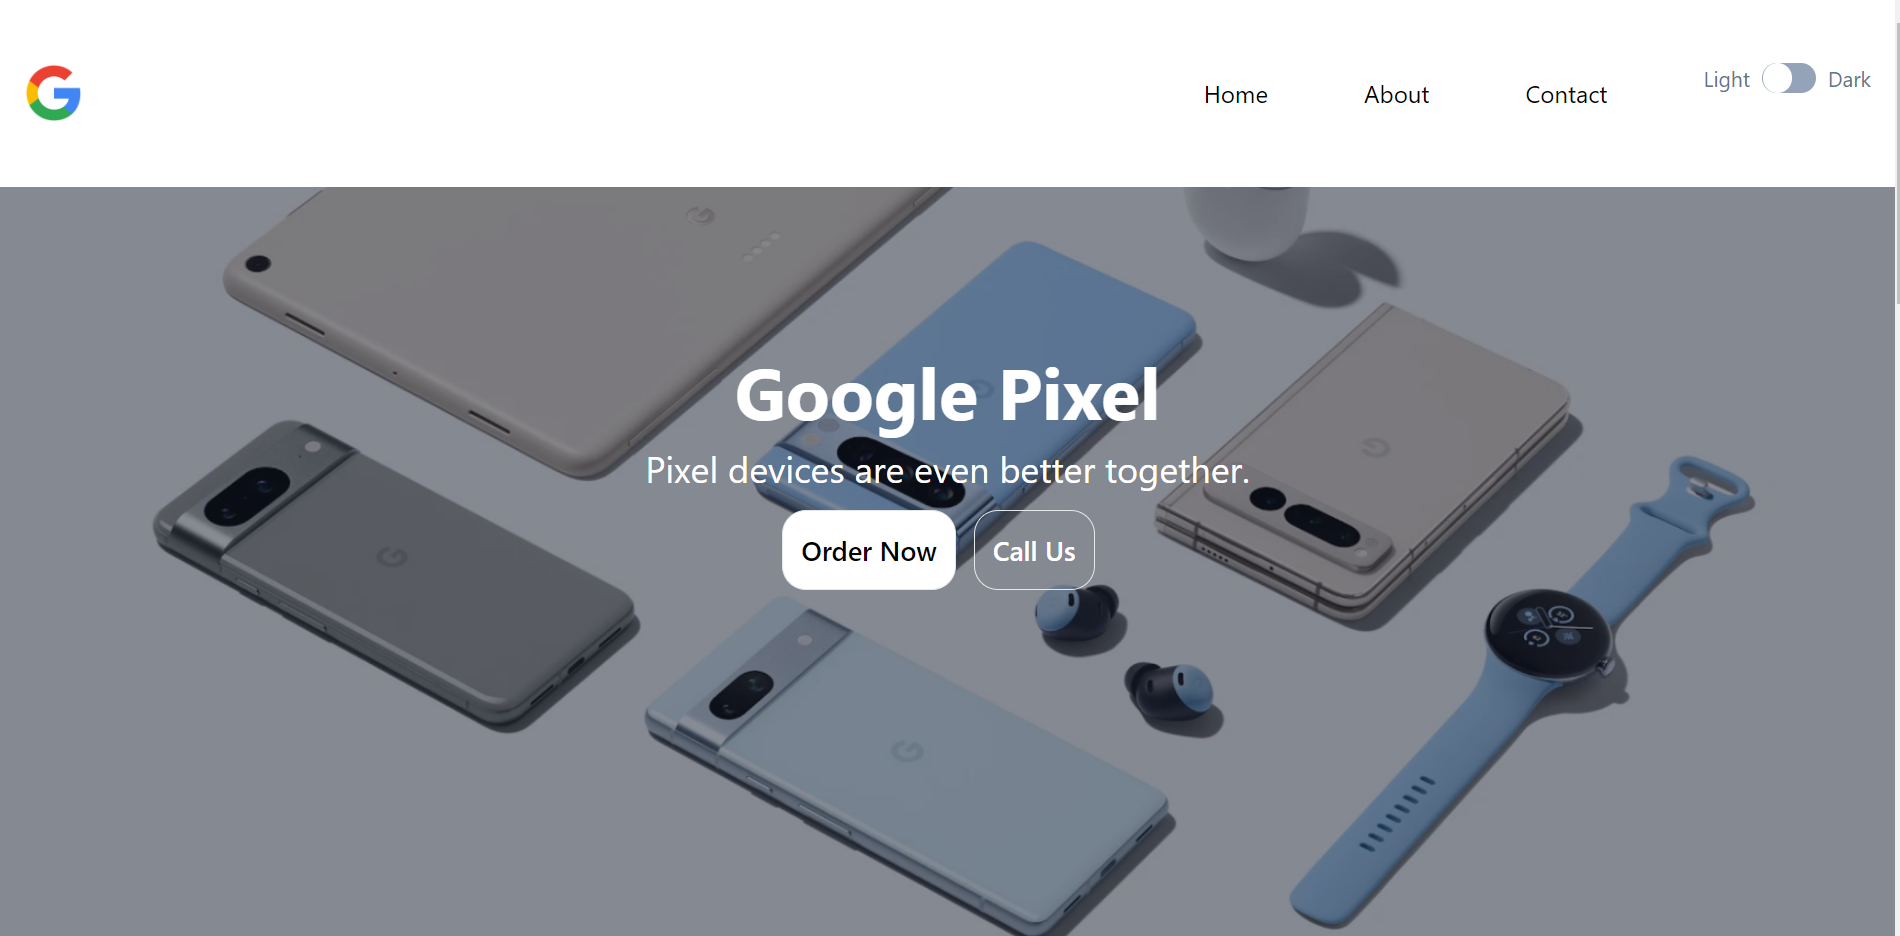 Home About Contact Light Dark
Google Pixel
Pixel devices are even better together.
Order Now Call Us